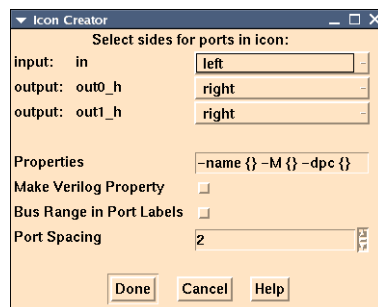 Icon Creator
Select sides for ports in icon:
input: in left
output: out0_h right
output: out1_h right
Properties -name {} -M {} -dpc {}
Make Verilog Property
Bus Range in Port Labels
Port Spacing 2
Done Cancel Help